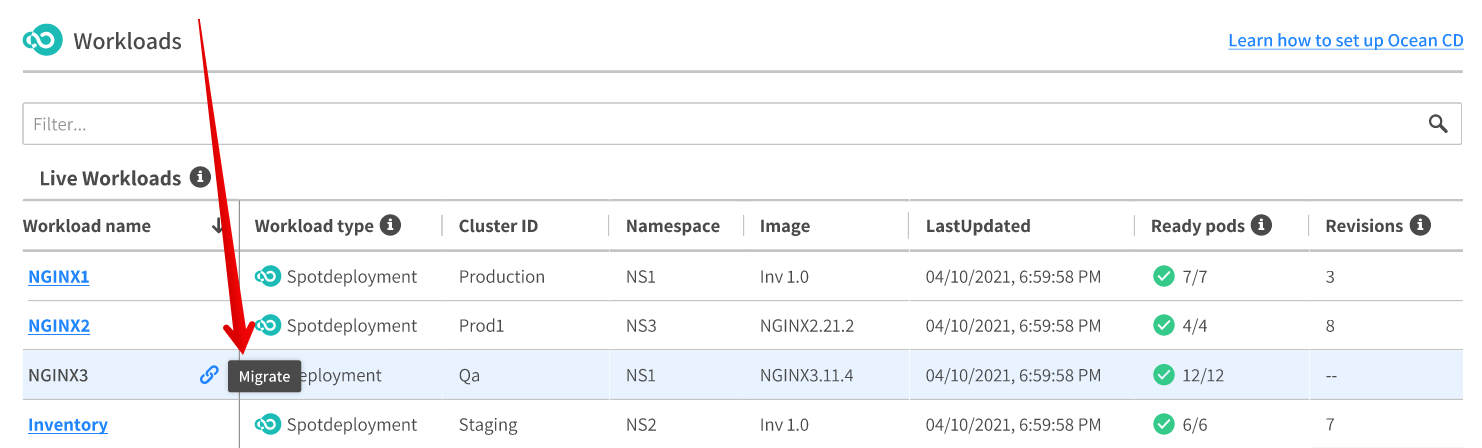 Workloads
Learn how to set up Ocean CD
Filter...
Live Workloads
Workload name Workload type Cluster ID Namespace Image LastUpdated Ready pods Revisions
NGINX1 Spotdeployment Production NS1 Inv 1.0 04/10/2021, 6:59:58 PM 7/7 3
NGINX2 Spotdeployment Prod1 NS3 NGINX2.21.2 04/10/2021, 6:59:58 PM 4/4 8
NGINX3 Migrate eployment Qa NS1 NGINX3.11.4 04/10/2021, 6:59:58 PM 12/12 --
Inventory Spotdeployment Staging NS2 Inv 1.0 04/10/2021, 6:59:58 PM 6/6 7